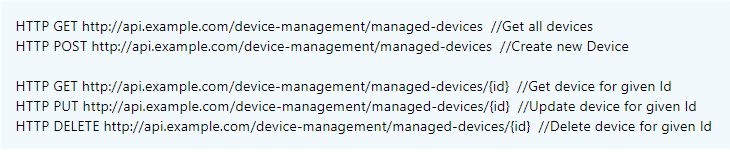 HTTP GET http://api.example.com/device-management/managed-devices  //Get all devices
HTTP POST http://api.example.com/device-management/managed-devices  //Create new Device
HTTP GET http://api.example.com/device-management/managed-devices/{id}  //Get device for given Id
HTTP PUT http://api.example.com/device-management/managed-devices/{id}  //Update device for given Id
HTTP DELETE http://api.example.com/device-management/managed-devices/{id}  //Delete device for given Id